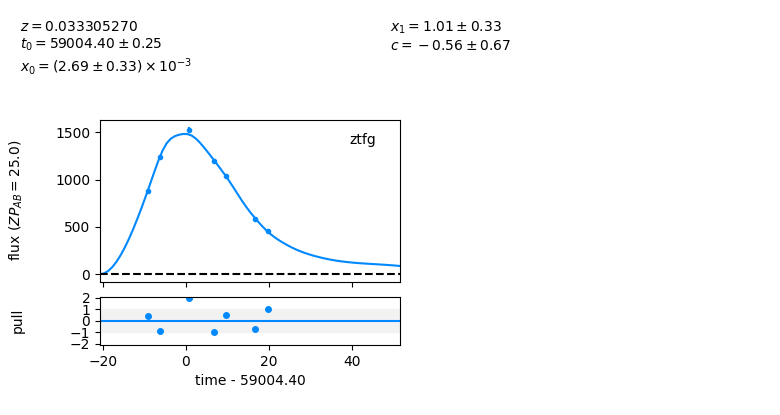 z = 0.033305270
t₀ = 59004.40 ± 0.25
x₀ = (2.69 ± 0.33) × 10⁻³
x₁ = 1.01 ± 0.33
c = −0.56 ± 0.67
ztfg
flux (ZP_AB = 25.0)
1500
1000
500
0
pull
2
1
0
−1
−2
−20 0 20 40
time - 59004.40